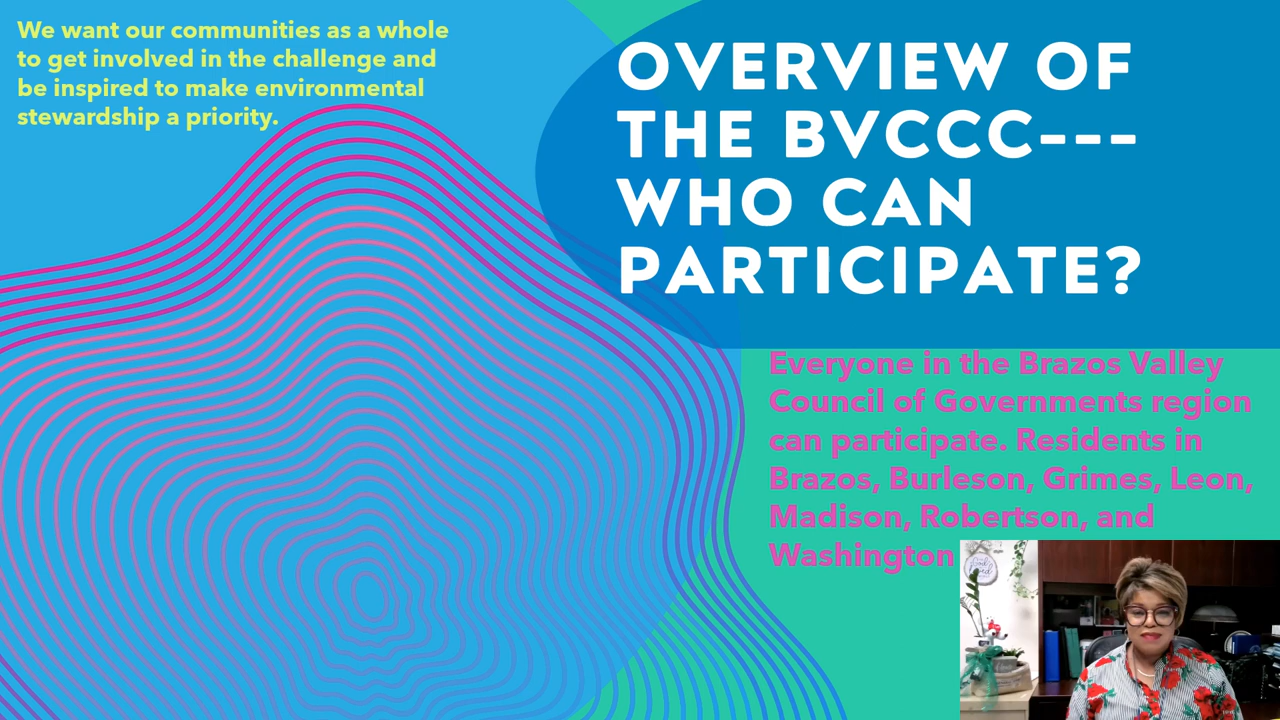 We want our communities as a whole
to get involved in the challenge and
be inspired to make environmental
stewardship a priority.
OVERVIEW OF
THE BVCCC---
WHO CAN
PARTICIPATE?
Everyone in the Brazos Valley
Council of Governments region
can participate. Residents in
Brazos, Burleson, Grimes, Leon,
Madison, Robertson, and
Washington